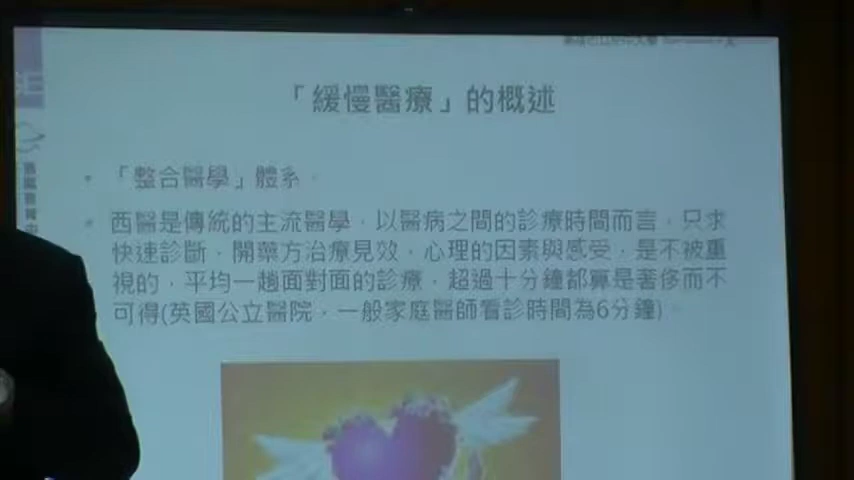 「緩慢醫療」的概述
「整合醫學」體系。
西醫是傳統的主流醫學，以醫病之間的診療時間而言，只求
快速診斷，開藥方治療見效，心理的因素與感受，是不被重
視的，平均一趟面對面的診療，超過十分鐘都算是著侈而不
可得(英國公立醫院，一般家庭醫師看診時間為6分鐘)。